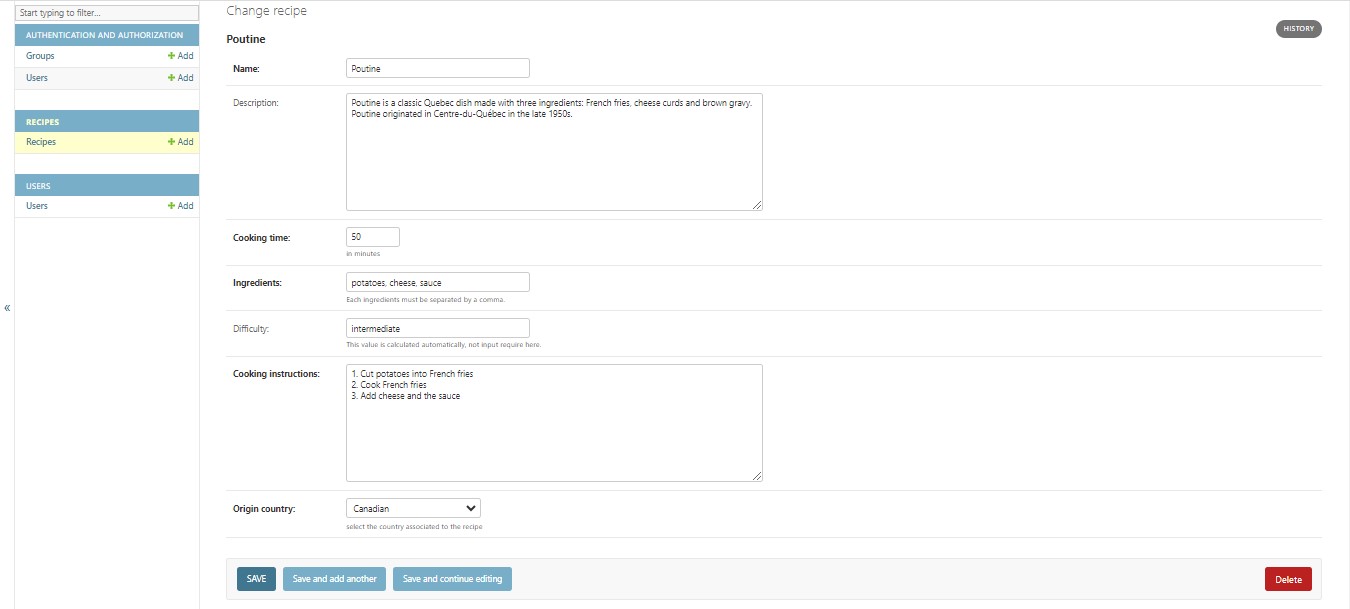 Start typing to filter...
AUTHENTICATION AND AUTHORIZATION
Groups + Add
Users + Add
RECIPES
Recipes + Add
USERS
Users + Add
«
Change recipe
HISTORY
Poutine
Name: Poutine
Description: Poutine is a classic Quebec dish made with three ingredients: French fries, cheese curds and brown gravy.
Poutine originated in Centre-du-Québec in the late 1950s.
Cooking time: 50
in minutes
Ingredients: potatoes, cheese, sauce
Each ingredients must be separated by a comma.
Difficulty: intermediate
This value is calculated automatically, not input require here.
Cooking instructions: 1. Cut potatoes into French fries
2. Cook French fries
3. Add cheese and the sauce
Origin country: Canadian
select the country associated to the recipe
SAVE Save and add another Save and continue editing Delete